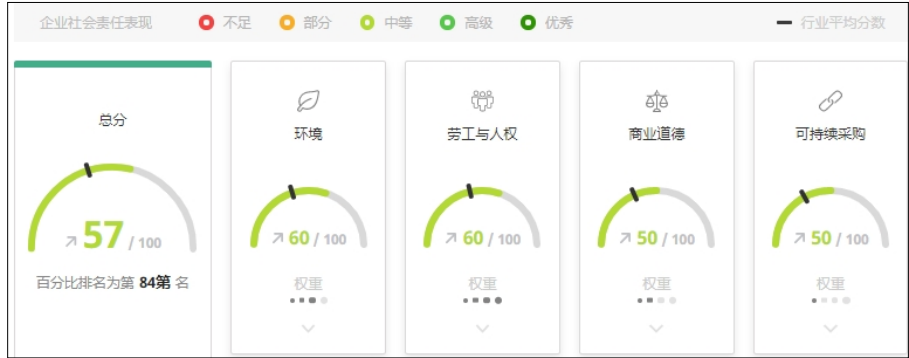 企业社会责任表现 不足 部分 中等 高级 优秀 行业平均分数
总分
57 / 100
百分比排名为第 84第 名
环境
60 / 100
权重
劳工与人权
60 / 100
权重
商业道德
50 / 100
权重
可持续采购
50 / 100
权重